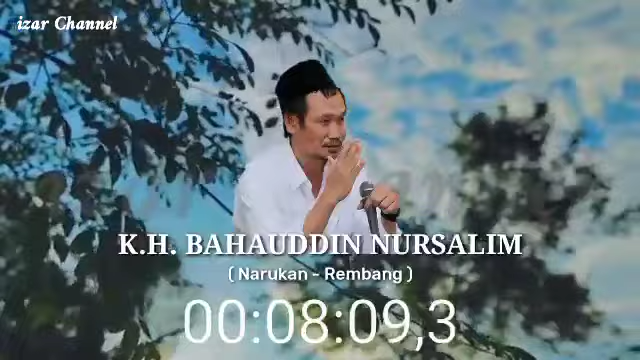 izar Channel
K.H. BAHAUDDIN NURSALIM
( Narukan - Rembang )
00:08:09,3